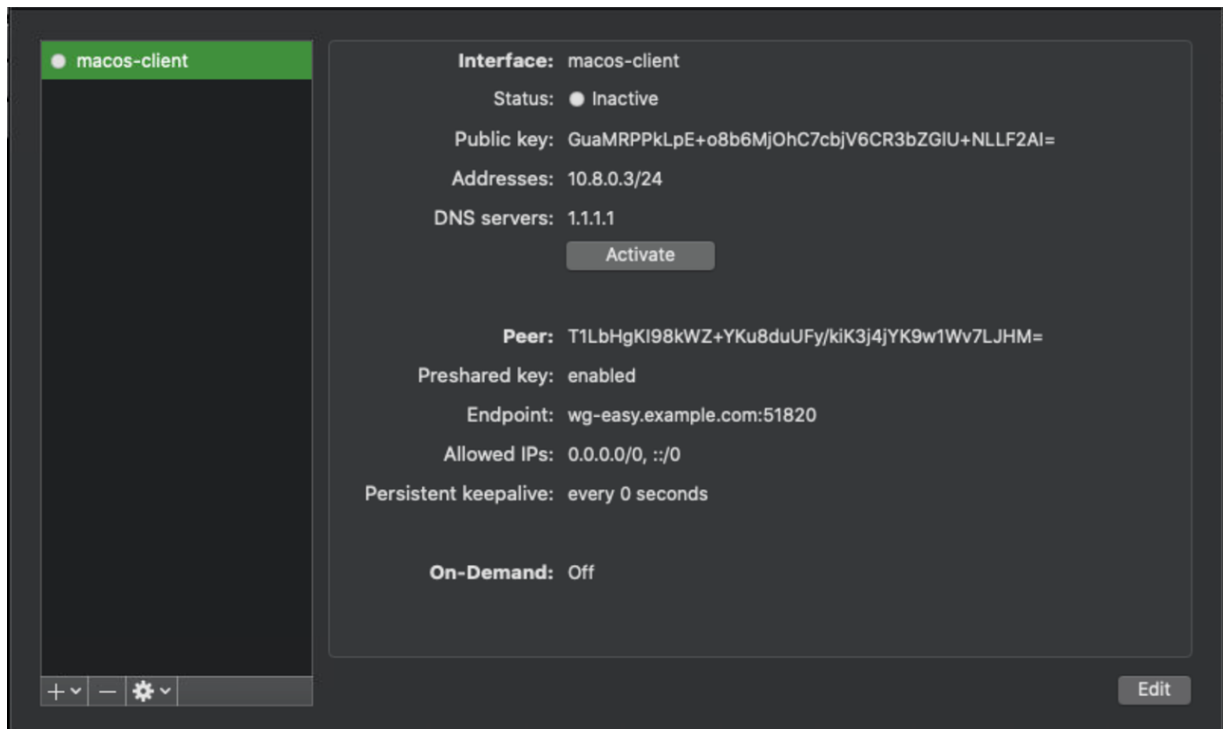 macos-client
Interface: macos-client
Status: Inactive
Public key: GuaMRPPkLpE+o8b6MjOhC7cbjV6CR3bZGlU+NLLF2AI=
Addresses: 10.8.0.3/24
DNS servers: 1.1.1.1
Activate
Peer: T1LbHgKI98kWZ+YKu8duUFy/kiK3j4jYK9w1Wv7LJHM=
Preshared key: enabled
Endpoint: wg-easy.example.com:51820
Allowed IPs: 0.0.0.0/0, ::/0
Persistent keepalive: every 0 seconds
On-Demand: Off
Edit